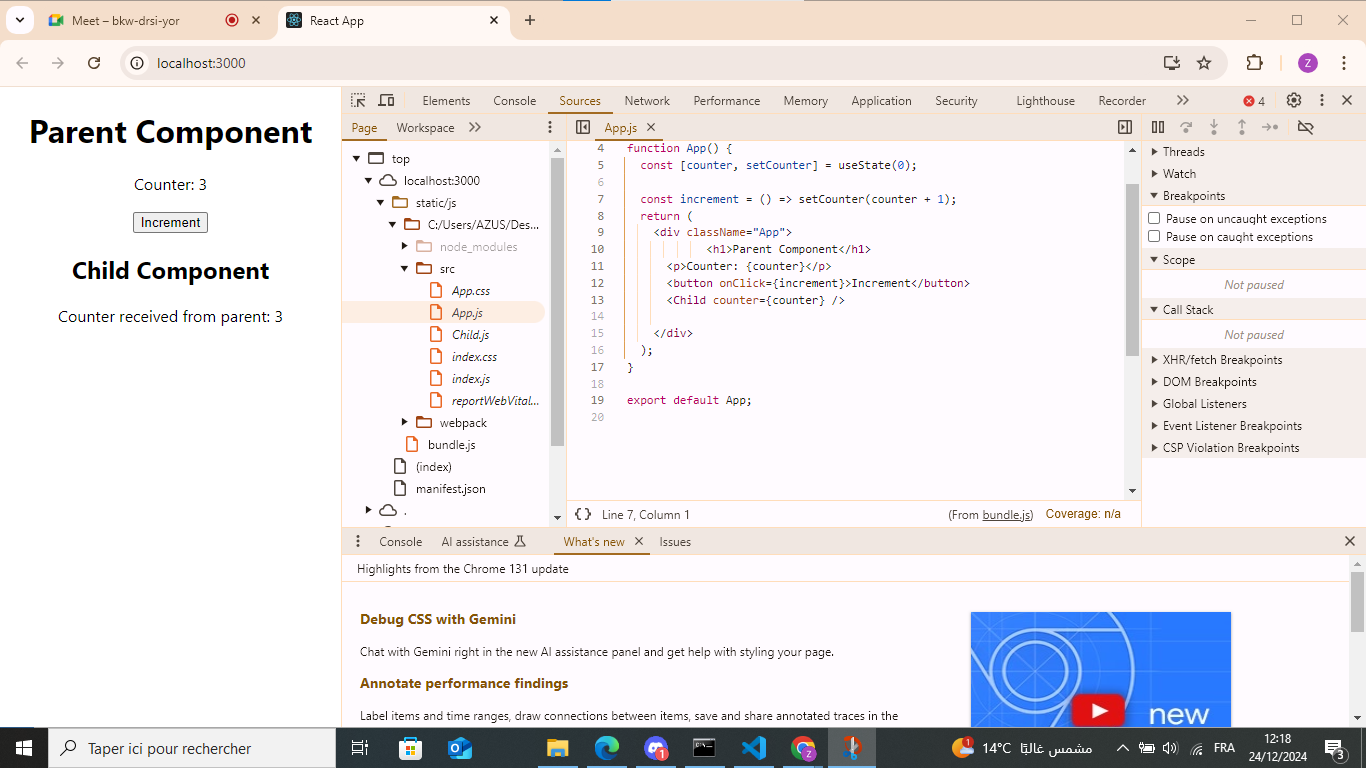 Meet – bkw-drsi-yor
React App
localhost:3000
Parent Component
Counter: 3
Increment
Child Component
Counter received from parent: 3
Elements Console Sources Network Performance Memory Application Security Lighthouse Recorder 4
Page Workspace
top
localhost:3000
static/js
C:/Users/AZUS/Des...
node_modules
src
App.css
App.js
Child.js
index.css
index.js
reportWebVital...
webpack
bundle.js
(index)
manifest.json
.
App.js
4 function App() {
5 const [counter, setCounter] = useState(0);
6
7 const increment = () => setCounter(counter + 1);
8 return (
9 <div className="App">
10 <h1>Parent Component</h1>
11 <p>Counter: {counter}</p>
12 <button onClick={increment}>Increment</button>
13 <Child counter={counter} />
14
15 </div>
16 );
17 }
18
19 export default App;
20
{ } Line 7, Column 1 (From bundle.js) Coverage: n/a
Threads
Watch
Breakpoints
Pause on uncaught exceptions
Pause on caught exceptions
Scope
Not paused
Call Stack
Not paused
XHR/fetch Breakpoints
DOM Breakpoints
Global Listeners
Event Listener Breakpoints
CSP Violation Breakpoints
Console AI assistance What's new Issues
Highlights from the Chrome 131 update
Debug CSS with Gemini
Chat with Gemini right in the new AI assistance panel and get help with styling your page.
Annotate performance findings
Label items and time ranges, draw connections between items, save and share annotated traces in the
new
Taper ici pour rechercher
1
z
1
14°C مشمس غالبًا
FRA
12:18
24/12/2024
3
Z